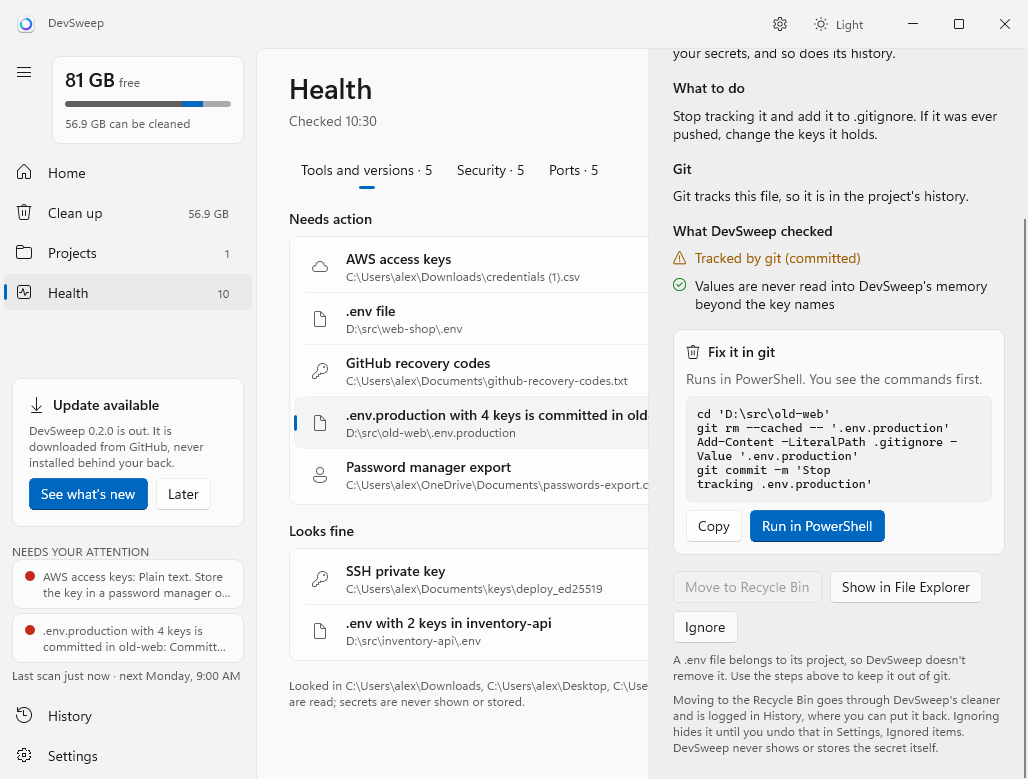 DevSweep
Light
81 GB free
56.9 GB can be cleaned
Home
Clean up 56.9 GB
Projects 1
Health 10
Update available
DevSweep 0.2.0 is out. It is
downloaded from GitHub, never
installed behind your back.
See what's new
Later
NEEDS YOUR ATTENTION
AWS access keys: Plain text. Store
the key in a password manager o...
.env.production with 4 keys is
committed in old-web: Committ...
Last scan just now · next Monday, 9:00 AM
History
Settings
Health
Checked 10:30
Tools and versions · 5
Security · 5
Ports · 5
Needs action
AWS access keys
C:\Users\alex\Downloads\credentials (1).csv
.env file
D:\src\web-shop\.env
GitHub recovery codes
C:\Users\alex\Documents\github-recovery-codes.txt
.env.production with 4 keys is committed in old-
D:\src\old-web\.env.production
Password manager export
C:\Users\alex\OneDrive\Documents\passwords-export.c
Looks fine
SSH private key
C:\Users\alex\Documents\keys\deploy_ed25519
.env with 2 keys in inventory-api
D:\src\inventory-api\.env
Looked in C:\Users\alex\Downloads, C:\Users\alex\Desktop, C:\Use
are read; secrets are never shown or stored.
your secrets, and so does its history.
What to do
Stop tracking it and add it to .gitignore. If it was ever
pushed, change the keys it holds.
Git
Git tracks this file, so it is in the project's history.
What DevSweep checked
Tracked by git (committed)
Values are never read into DevSweep's memory
beyond the key names
Fix it in git
Runs in PowerShell. You see the commands first.
cd 'D:\src\old-web'
git rm --cached -- '.env.production'
Add-Content -LiteralPath .gitignore -
Value '.env.production'
git commit -m 'Stop
tracking .env.production'
Copy
Run in PowerShell
Move to Recycle Bin
Show in File Explorer
Ignore
A .env file belongs to its project, so DevSweep doesn't
remove it. Use the steps above to keep it out of git.
Moving to the Recycle Bin goes through DevSweep's cleaner
and is logged in History, where you can put it back. Ignoring
hides it until you undo that in Settings, Ignored items.
DevSweep never shows or stores the secret itself.